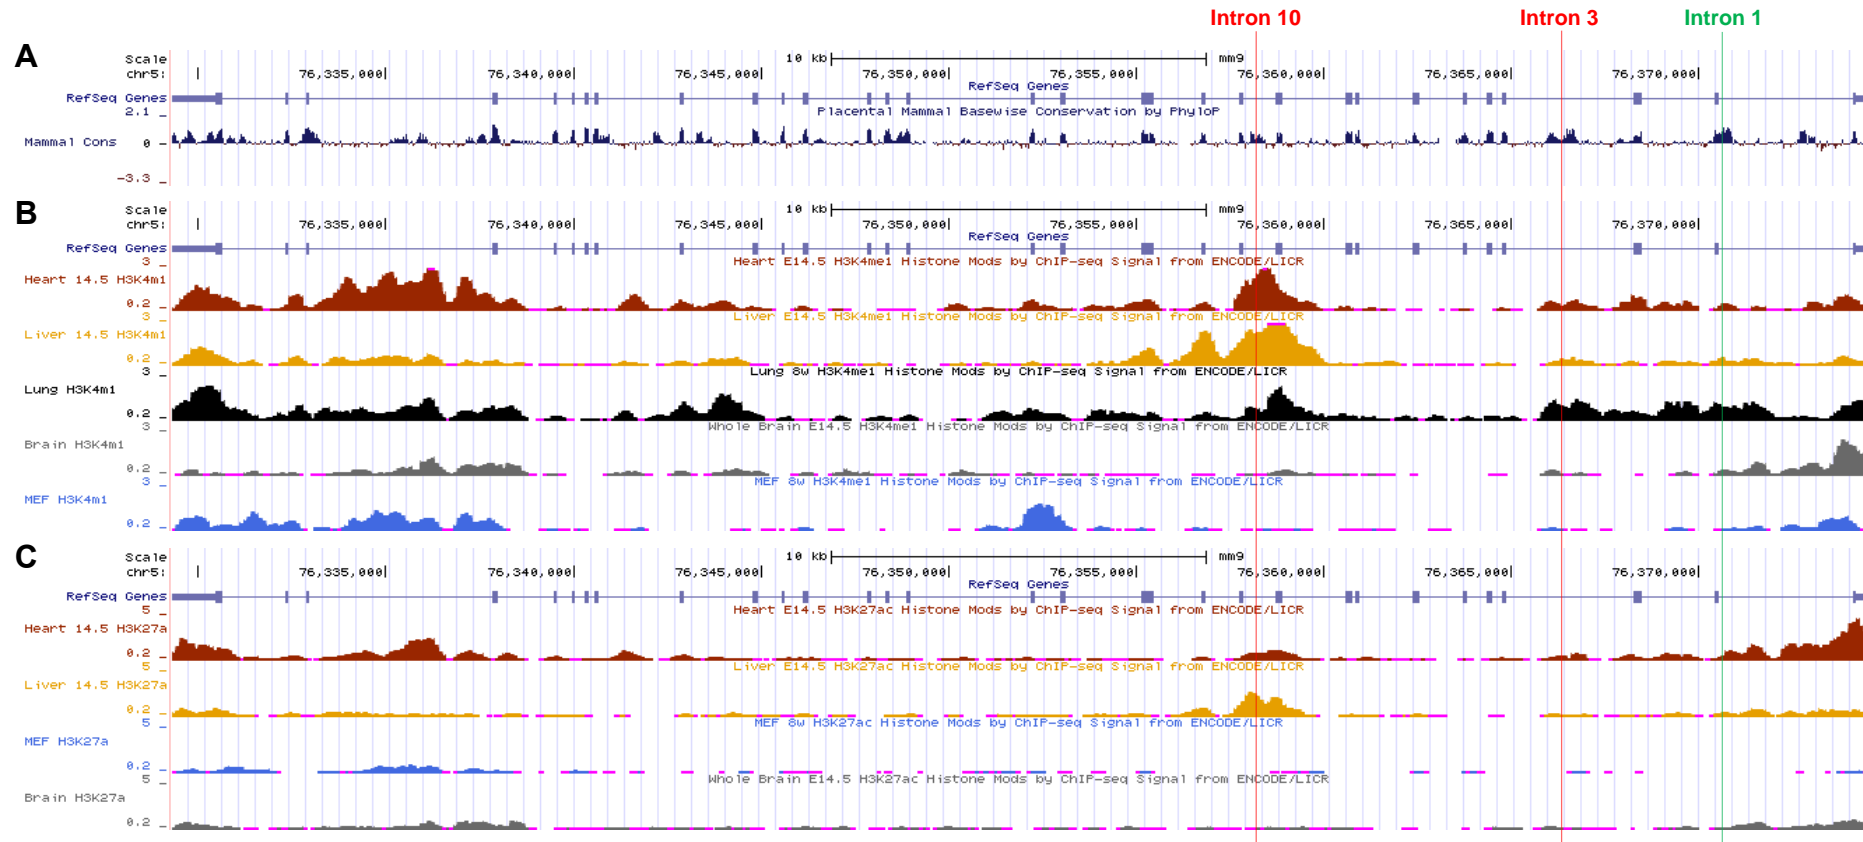 Intron 10 Intron 3 Intron 1
A
Scale 10 kb mm9
chr5: 76,335,000 76,340,000 76,345,000 76,350,000 76,355,000 76,360,000 76,365,000 76,370,000
RefSeq Genes
RefSeq Genes
Placental Mammal Basewise Conservation by PhyloP
2.1 _
Mammal Cons 0 -
-3.3 _
B
Scale 10 kb mm9
chr5: 76,335,000 76,340,000 76,345,000 76,350,000 76,355,000 76,360,000 76,365,000 76,370,000
RefSeq Genes
RefSeq Genes
Heart E14.5 H3K4me1 Histone Mods by ChIP-seq Signal from ENCODE/LICR
3 _
Heart 14.5 H3K4m1
0.2 _
Liver E14.5 H3K4me1 Histone Mods by ChIP-seq Signal from ENCODE/LICR
3 _
Liver 14.5 H3K4m1
0.2 _
Lung 8w H3K4me1 Histone Mods by ChIP-seq Signal from ENCODE/LICR
3 _
Lung H3K4m1
0.2 _
Whole Brain E14.5 H3K4me1 Histone Mods by ChIP-seq Signal from ENCODE/LICR
3 _
Brain H3K4m1
0.2 _
MEF 8w H3K4me1 Histone Mods by ChIP-seq Signal from ENCODE/LICR
3 _
MEF H3K4m1
0.2 _
C
Scale 10 kb mm9
chr5: 76,335,000 76,340,000 76,345,000 76,350,000 76,355,000 76,360,000 76,365,000 76,370,000
RefSeq Genes
RefSeq Genes
Heart E14.5 H3K27ac Histone Mods by ChIP-seq Signal from ENCODE/LICR
5 _
Heart 14.5 H3K27a
0.2 _
Liver E14.5 H3K27ac Histone Mods by ChIP-seq Signal from ENCODE/LICR
5 _
Liver 14.5 H3K27a
0.2 _
MEF 8w H3K27ac Histone Mods by ChIP-seq Signal from ENCODE/LICR
5 _
MEF H3K27a
0.2 _
Whole Brain E14.5 H3K27ac Histone Mods by ChIP-seq Signal from ENCODE/LICR
5 _
Brain H3K27a
0.2 _